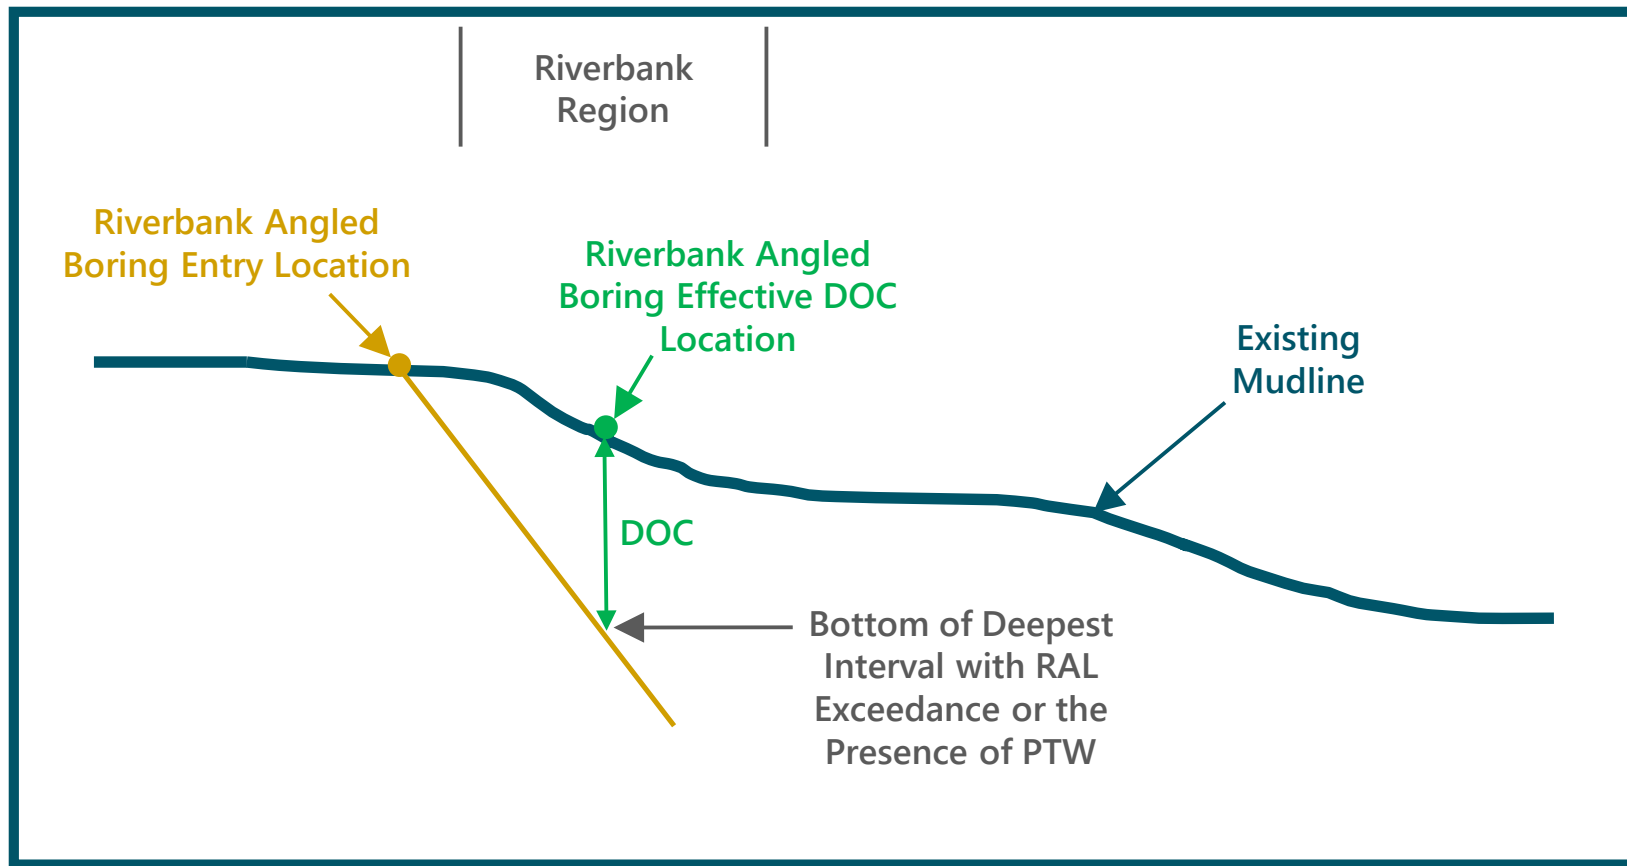 Riverbank
Region
Riverbank Angled
Boring Entry Location
Riverbank Angled
Boring Effective DOC
Location
Existing
Mudline
DOC
Bottom of Deepest
Interval with RAL
Exceedance or the
Presence of PTW